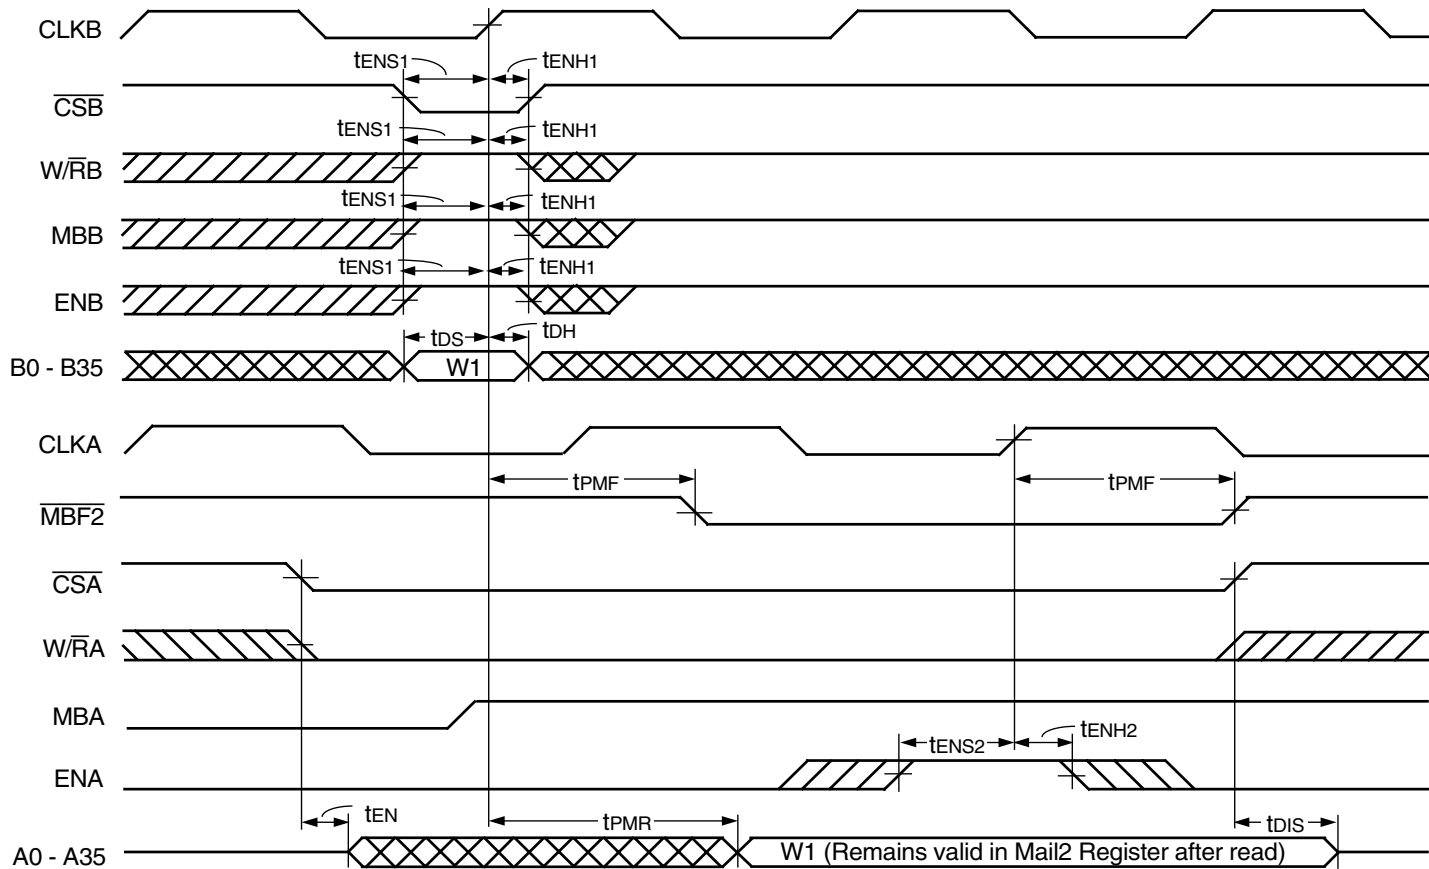 CLKB
tENS1 tENH1
CSB
tENS1 tENH1
W/RB
tENS1 tENH1
MBB
tENS1 tENH1
ENB
tDS tDH
B0 - B35 W1
CLKA
tPMF tPMF
MBF2
CSA
W/RA
MBA
tENS2 tENH2
ENA
tEN tPMR tDIS
A0 - A35 W1 (Remains valid in Mail2 Register after read)